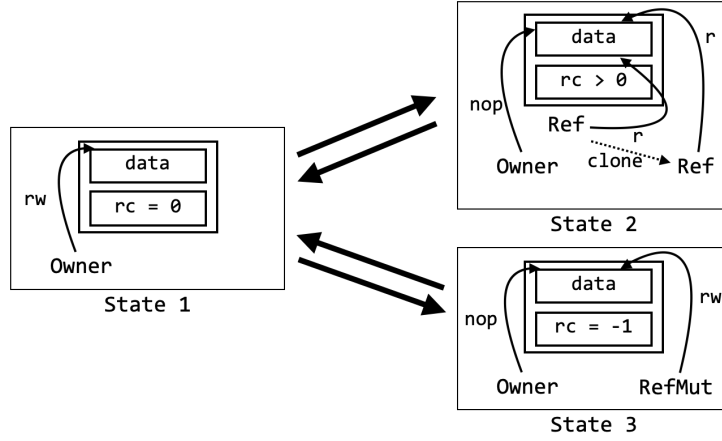 data
rc = 0
rw
Owner
State 1
data
r
rc > 0
nop
Ref
r
clone
Owner
Ref
State 2
data
nop
rc = -1
rw
Owner
RefMut
State 3